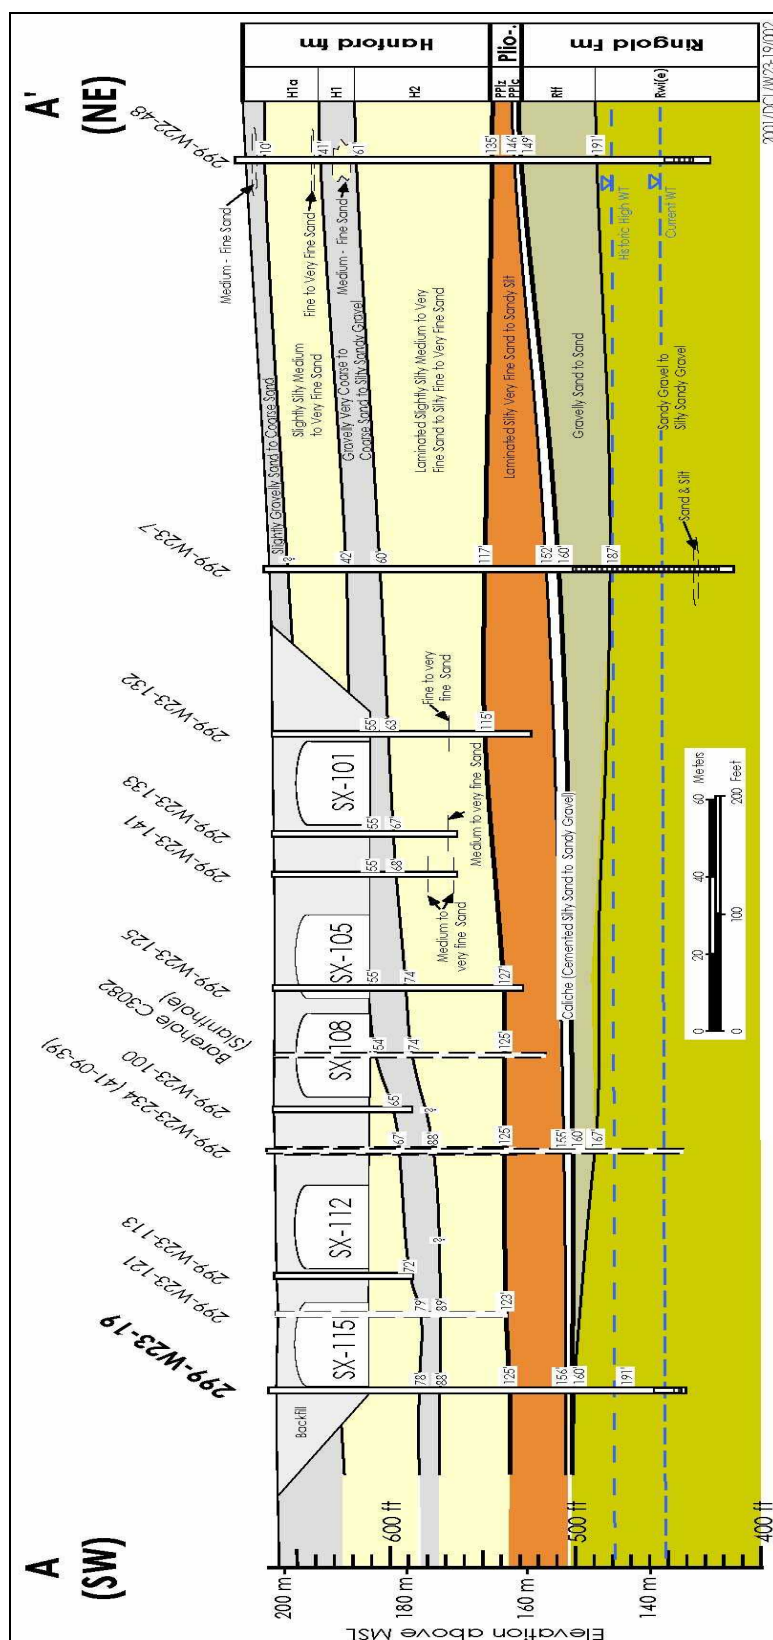 A
(SW)
A'
(NE)
299-W23-19
299-W23-121
299-W23-113
299-W23-234 (41-09-39)
299-W23-100
Borehole C3082
(Slanthole)
299-W23-125
299-W23-141
299-W23-133
299-W23-132
299-W23-7
299-W22-48
Backfill
SX-115
SX-112
SX-108
SX-105
SX-101
Medium - Fine Sand
Slightly Gravelly Sand to Coarse Sand
Slightly Silty Medium
to Very Fine Sand
Fine to Very Fine Sand
Medium - Fine Sand
Gravelly Very Coarse to
Coarse Sand to Silty Sandy Gravel
Laminated Slightly Silty Medium to Very
Fine Sand to Silty Fine to Very Fine Sand
Fine to very
fine Sand
Medium to very fine Sand
Medium to
very fine Sand
Laminated Silty Very Fine Sand to Sandy Silt
Caliche (Cemented Silty Sand to Sandy Gravel)
Gravelly Sand to Sand
Historic High WT
Current WT
Sandy Gravel to
Silty Sandy Gravel
Sand & Silt
78'
88'
125'
156'
160'
191'
79'
89'
123'
72'
?
67'
88'
125'
155'
160'
167'
65'
?
54'
74'
125'
55'
74'
127'
55'
68'
55'
67'
55'
63'
115'
?
42'
60'
117'
152'
160'
187'
10'
41'
61'
135'
146'
149'
191'
Hanford fm
Plio-.
Ringold Fm
H1a
H1
H2
PPlz
PPlc
Rtf
Rwi(e)
0 20 40 60 Meters
0 100 200 Feet
200 m
180 m
160 m
140 m
600 ft
500 ft
400 ft
Elevation above MSL
2001/DCL/W23-19/002